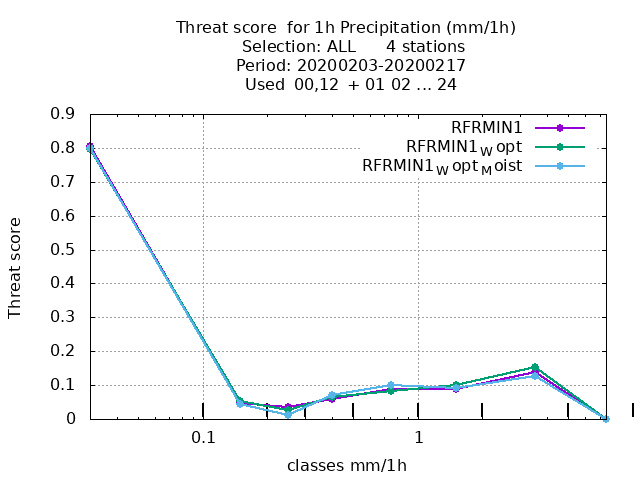 Threat score  for 1h Precipitation (mm/1h)
Selection: ALL      4 stations
Period: 20200203-20200217
Used  00,12  + 01 02 ... 24
0.9
0.8
0.7
0.6
0.5
0.4
0.3
0.2
0.1
0
Threat score
RFRMIN1
RFRMIN1Wopt
RFRMIN1WoptMoist
0.1
1
classes mm/1h